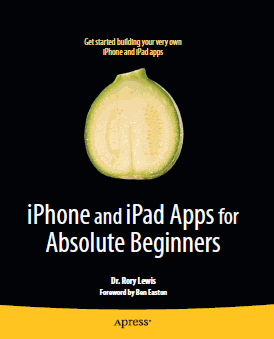 Get started building your very own
iPhone and iPad apps
iPhone and iPad Apps for
Absolute Beginners
Dr. Rory Lewis
Foreword by Ben Easton
Apress®